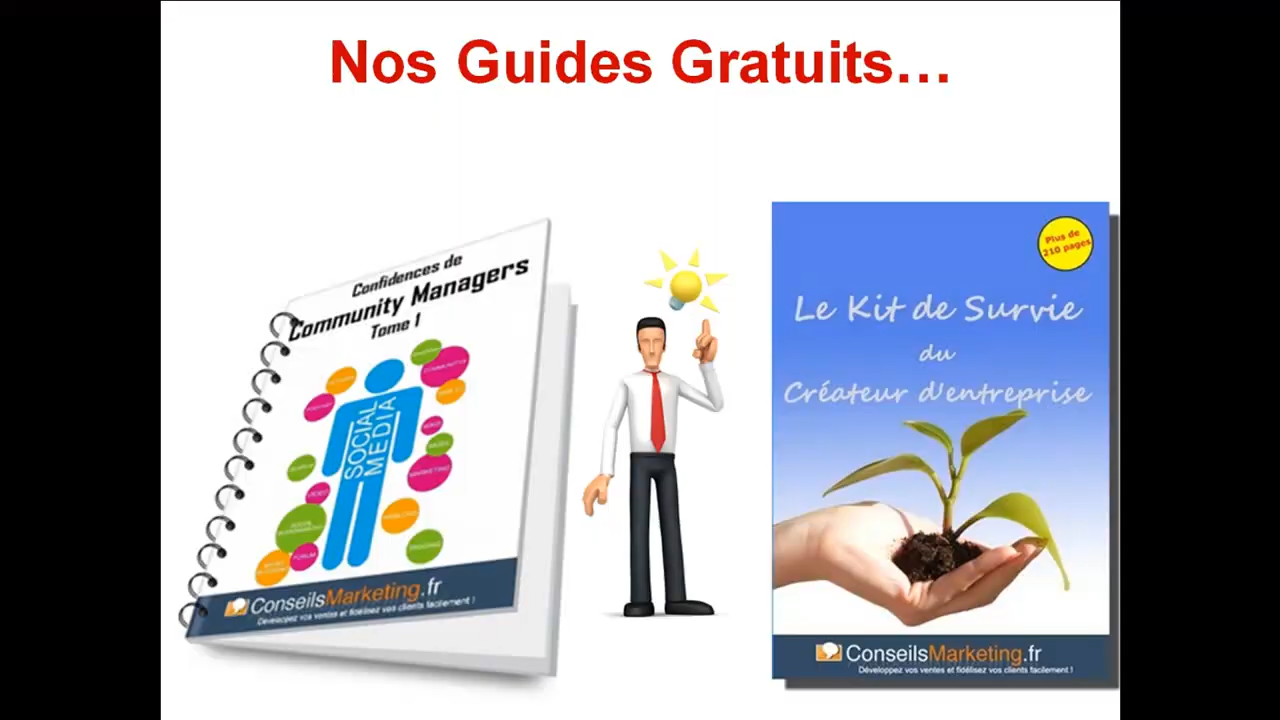 Nos Guides Gratuits...
Confidences de
Community Managers
Tome 1
SOCIAL
MEDIA
MARKETING
FORUM
ConseilsMarketing.fr
Développez vos ventes et fidélisez vos clients facilement !
Plus de
210 pages
Le Kit de Survie
du
Créateur d'entreprise
ConseilsMarketing.fr
Développez vos ventes et fidélisez vos clients facilement !